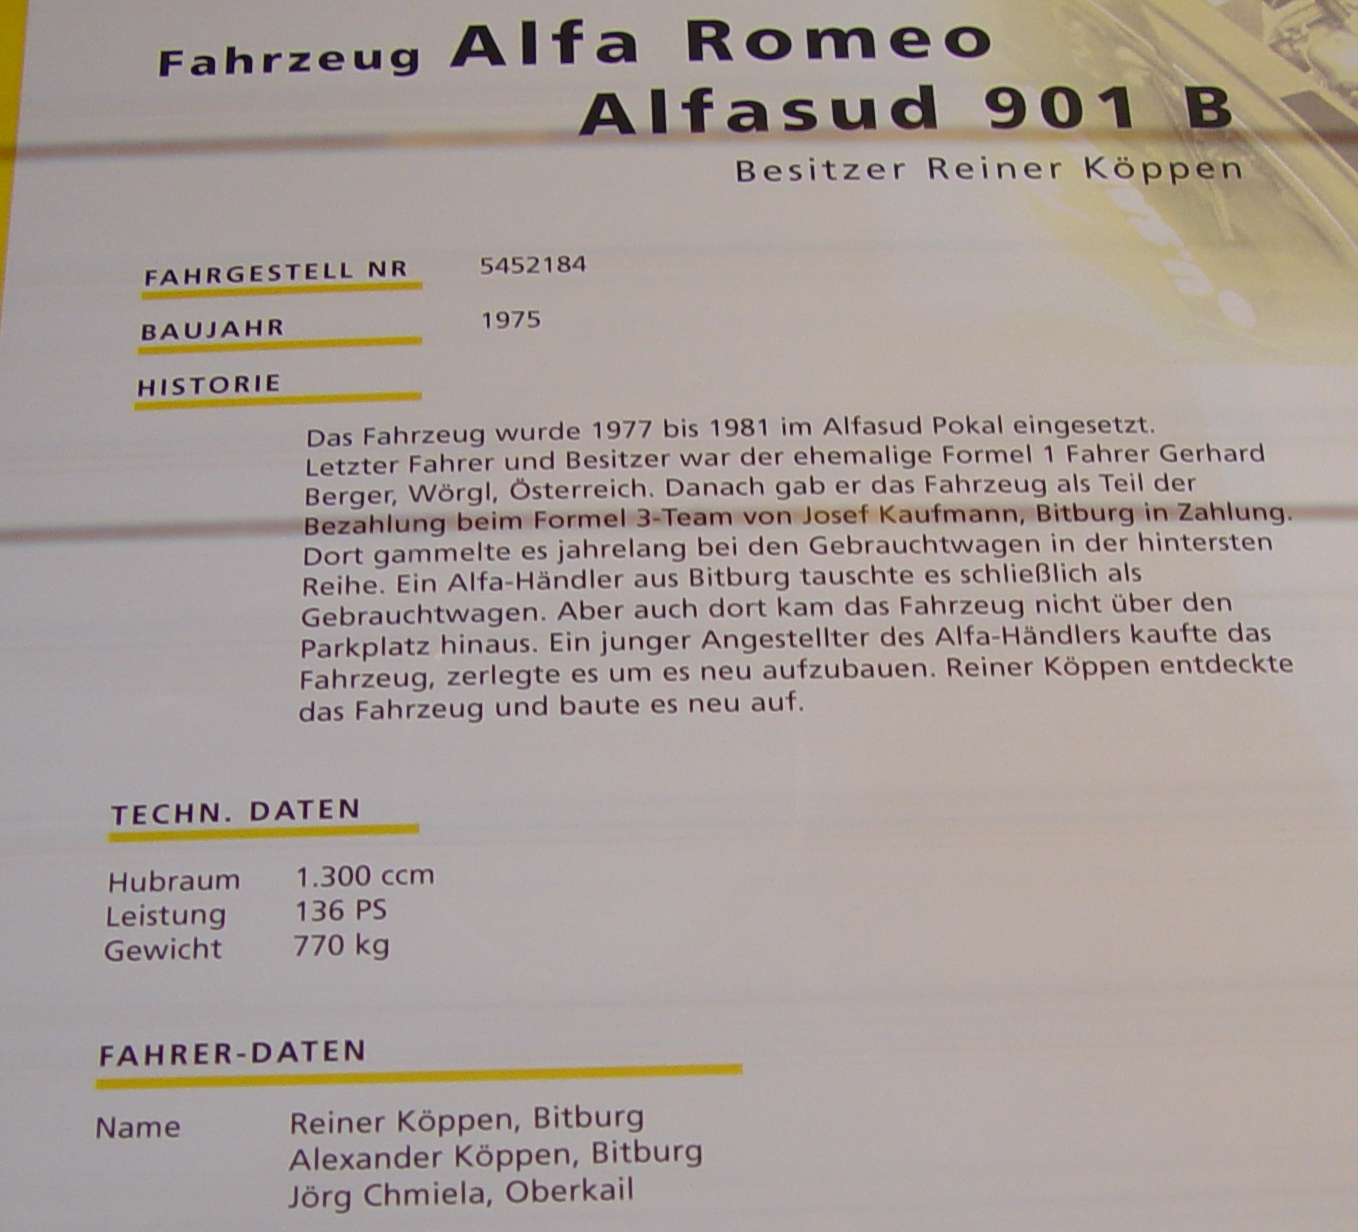 Fahrzeug Alfa Romeo
Alfasud 901 B
Besitzer Reiner Köppen
FAHRGESTELL NR 5452184
BAUJAHR 1975
HISTORIE
Das Fahrzeug wurde 1977 bis 1981 im Alfasud Pokal eingesetzt.
Letzter Fahrer und Besitzer war der ehemalige Formel 1 Fahrer Gerhard
Berger, Wörgl, Österreich. Danach gab er das Fahrzeug als Teil der
Bezahlung beim Formel 3-Team von Josef Kaufmann, Bitburg in Zahlung.
Dort gammelte es jahrelang bei den Gebrauchtwagen in der hintersten
Reihe. Ein Alfa-Händler aus Bitburg tauschte es schließlich als
Gebrauchtwagen. Aber auch dort kam das Fahrzeug nicht über den
Parkplatz hinaus. Ein junger Angestellter des Alfa-Händlers kaufte das
Fahrzeug, zerlegte es um es neu aufzubauen. Reiner Köppen entdeckte
das Fahrzeug und baute es neu auf.
TECHN. DATEN
Hubraum 1.300 ccm
Leistung 136 PS
Gewicht 770 kg
FAHRER-DATEN
Name Reiner Köppen, Bitburg
Alexander Köppen, Bitburg
Jörg Chmiela, Oberkail